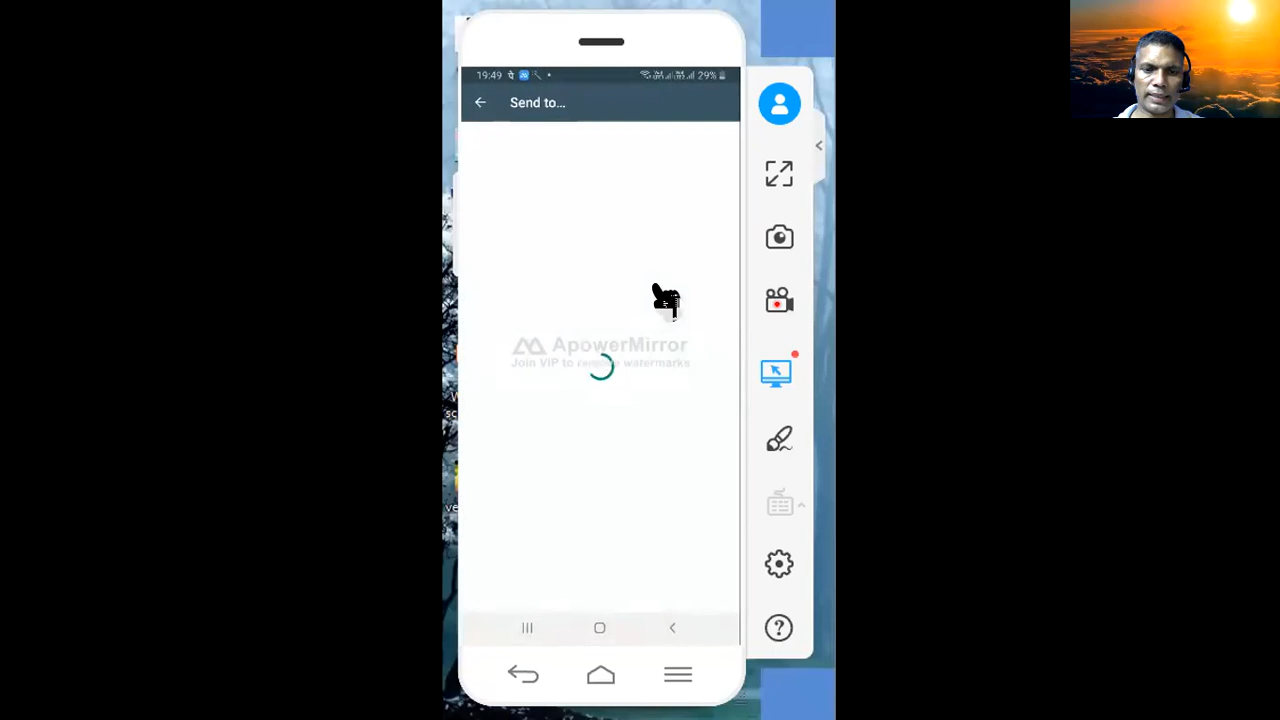 19:49
29%
Send to...
ApowerMirror
Join VIP to remove watermarks